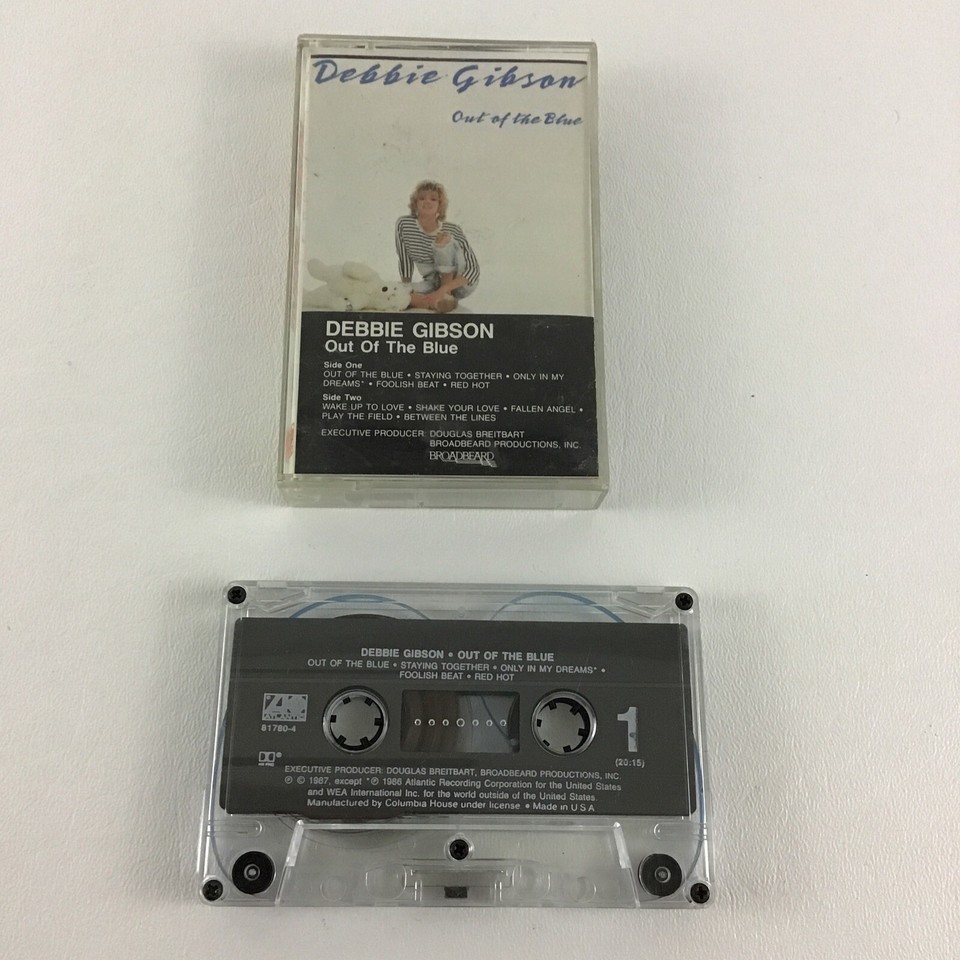 Debbie Gibson
Out of the Blue
DEBBIE GIBSON
Out Of The Blue
Side One
OUT OF THE BLUE • STAYING TOGETHER • ONLY IN MY
DREAMS* • FOOLISH BEAT • RED HOT
Side Two
WAKE UP TO LOVE • SHAKE YOUR LOVE • FALLEN ANGEL •
PLAY THE FIELD • BETWEEN THE LINES
EXECUTIVE PRODUCER: DOUGLAS BREITBART
BROADBEARD PRODUCTIONS, INC.
BROADBEARD
DEBBIE GIBSON • OUT OF THE BLUE
OUT OF THE BLUE • STAYING TOGETHER • ONLY IN MY DREAMS* •
FOOLISH BEAT • RED HOT
ATLANTIC
81780-4
1
(20:15)
EXECUTIVE PRODUCER: DOUGLAS BREITBART, BROADBEARD PRODUCTIONS, INC.
℗ © 1987, except *℗ 1986 Atlantic Recording Corporation for the United States
and WEA International Inc. for the world outside of the United States.
Manufactured by Columbia House under license • Made in U S A